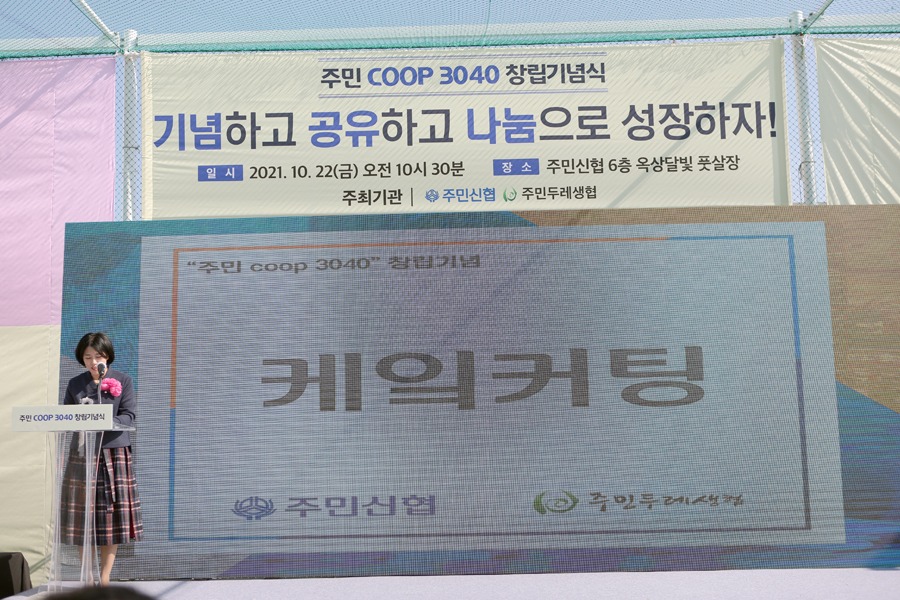 주민 COOP 3040 창립기념식
기념하고 공유하고 나눔으로 성장하자!
일 시 2021. 10. 22(금) 오전 10시 30분 장 소 주민신협 6층 옥상달빛 풋살장
주최기관 | 주민신협 주민두레생협
"주민 coop 3040" 창립기념
케익커팅
주민신협 주민두레생협
주민 COOP 3040 창립기념식